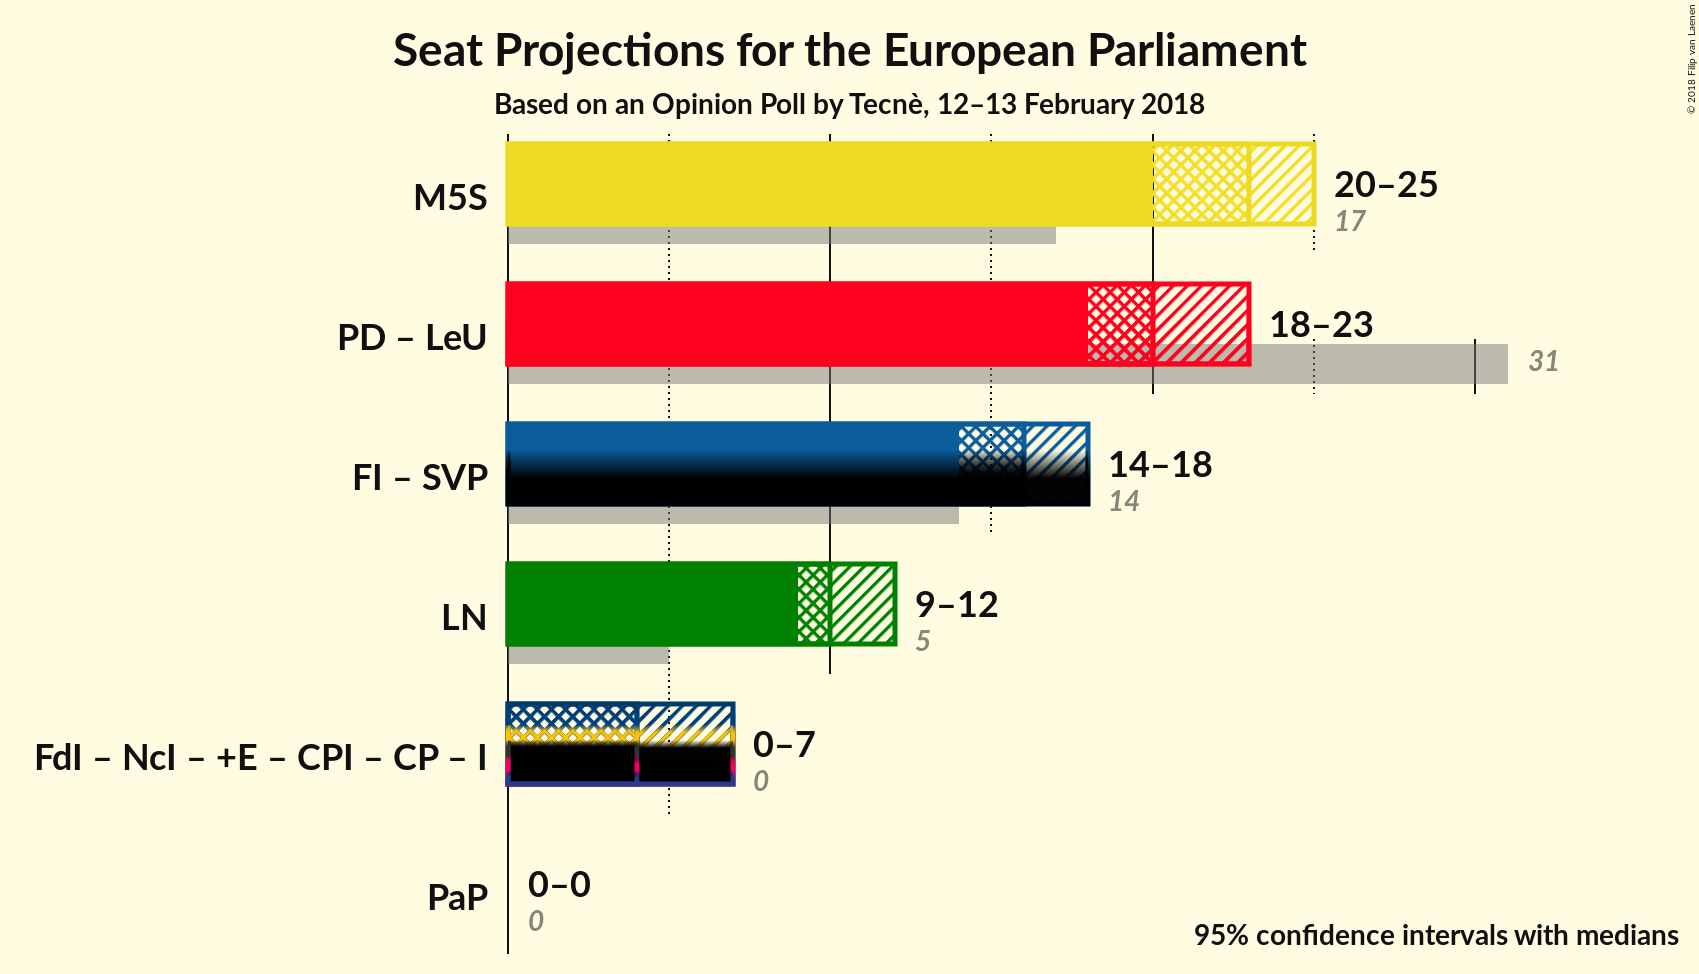 Seat Projections for the European Parliament
Based on an Opinion Poll by Tecnè, 12–13 February 2018
© 2018 Filip van Laenen
M5S
20–25
17
PD – LeU
18–23
31
FI – SVP
14–18
14
LN
9–12
5
FdI – NcI – +E – CPI – CP – I
0–7
0
PaP
0–0
0
95% confidence intervals with medians